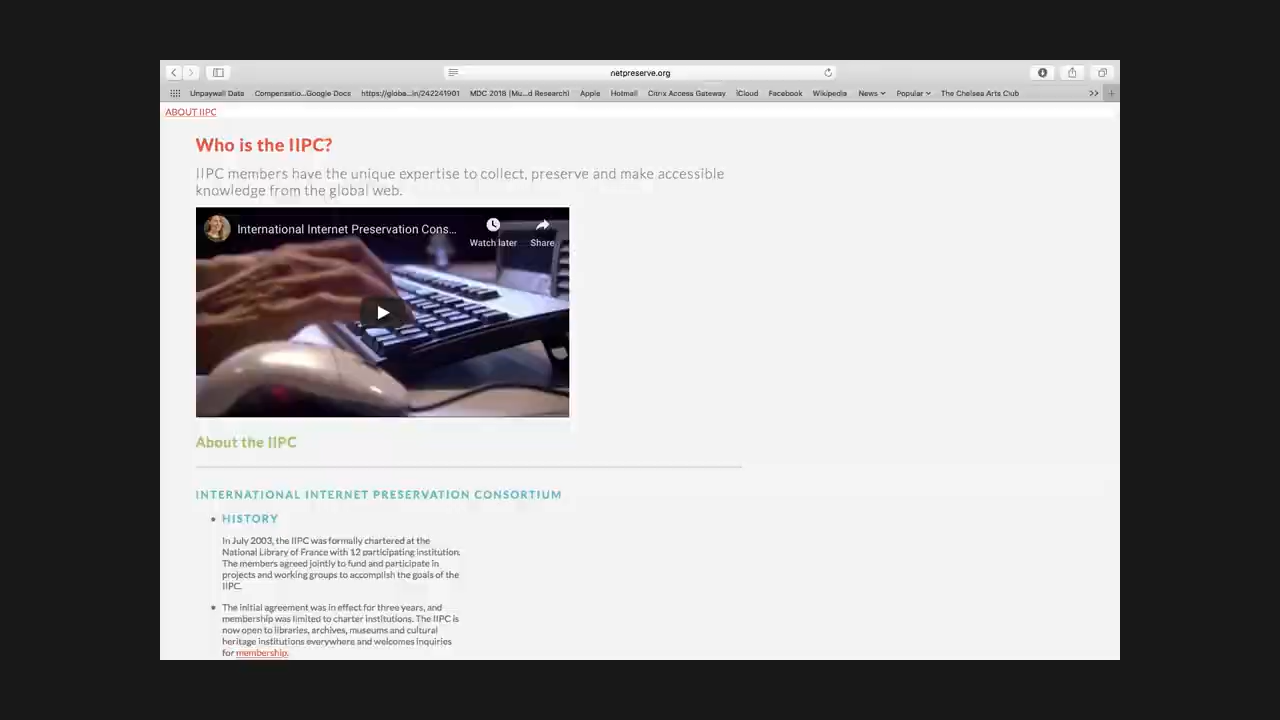 netpreserve.org
Unpaywall Data Compensatio...Google Docs https://globa...in/242241901 MDC 2018 (Mu...d Research) Apple Hotmail Citrix Access Gateway iCloud Facebook Wikipedia News Popular The Chelsea Arts Club
ABOUT IIPC
Who is the IIPC?
IIPC members have the unique expertise to collect, preserve and make accessible
knowledge from the global web.
International Internet Preservation Cons...
Watch later Share
About the IIPC
INTERNATIONAL INTERNET PRESERVATION CONSORTIUM
HISTORY
In July 2003, the IIPC was formally chartered at the
National Library of France with 12 participating institution.
The members agreed jointly to fund and participate in
projects and working groups to accomplish the goals of the
IIPC.
The initial agreement was in effect for three years, and
membership was limited to charter institutions. The IIPC is
now open to libraries, archives, museums and cultural
heritage institutions everywhere and welcomes inquiries
for membership.